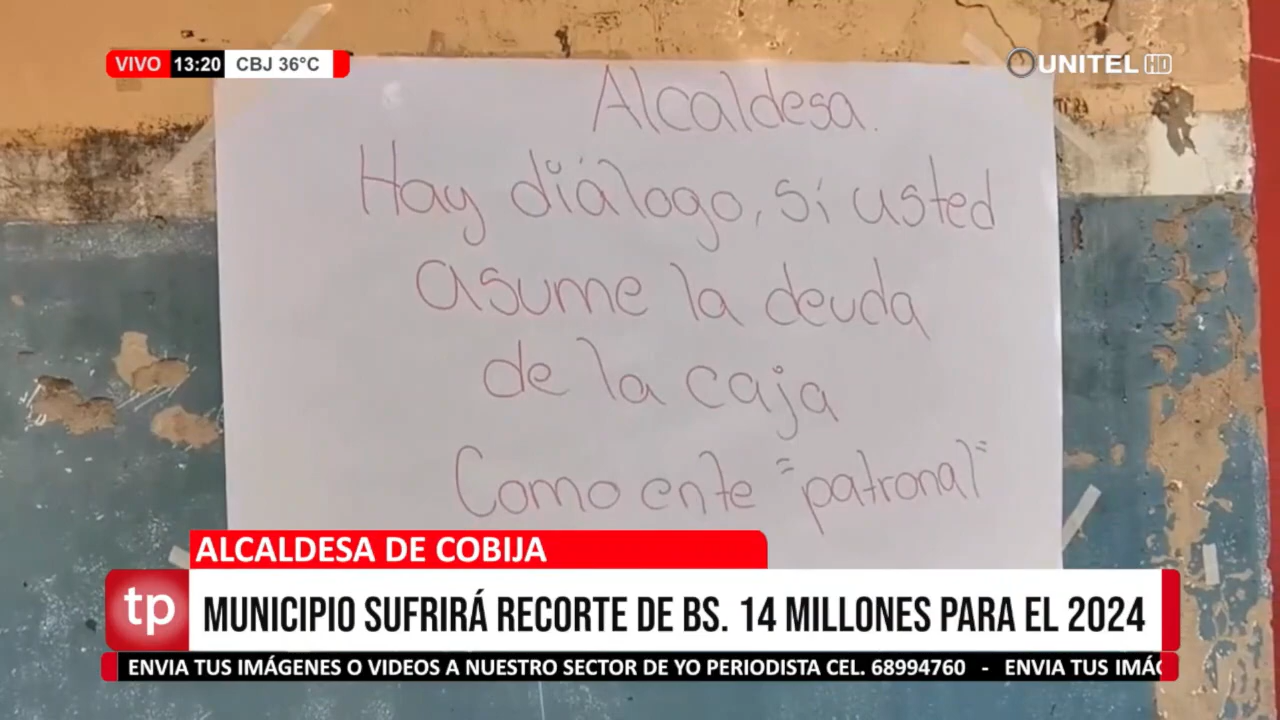 VIVO 13:20 CBJ 36°C
UNITEL HD
Alcaldesa.
Hay diálogo, sí usted
asume la deuda
de la caja
Como ente "patronal"
ALCALDESA DE COBIJA
tp
MUNICIPIO SUFRIRÁ RECORTE DE BS. 14 MILLONES PARA EL 2024
ENVIA TUS IMÁGENES O VIDEOS A NUESTRO SECTOR DE YO PERIODISTA CEL. 68994760 - ENVIA TUS IMÁG